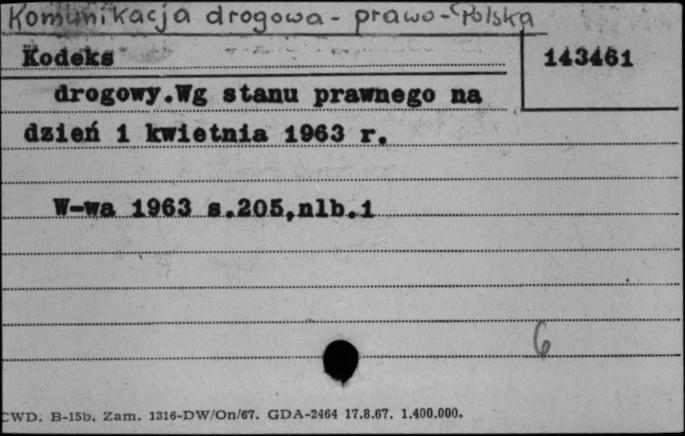 Komunikacja drogowa - prawo - Polska
Kodeks
143461
drogowy.Wg stanu prawnego na
dzień 1 kwietnia 1963 r.
W-wa 1963 s.205,nlb.1
6
CWD. B-15b. Zam. 1316-DW/On/67. GDA-2464 17.8.67. 1.400.000.